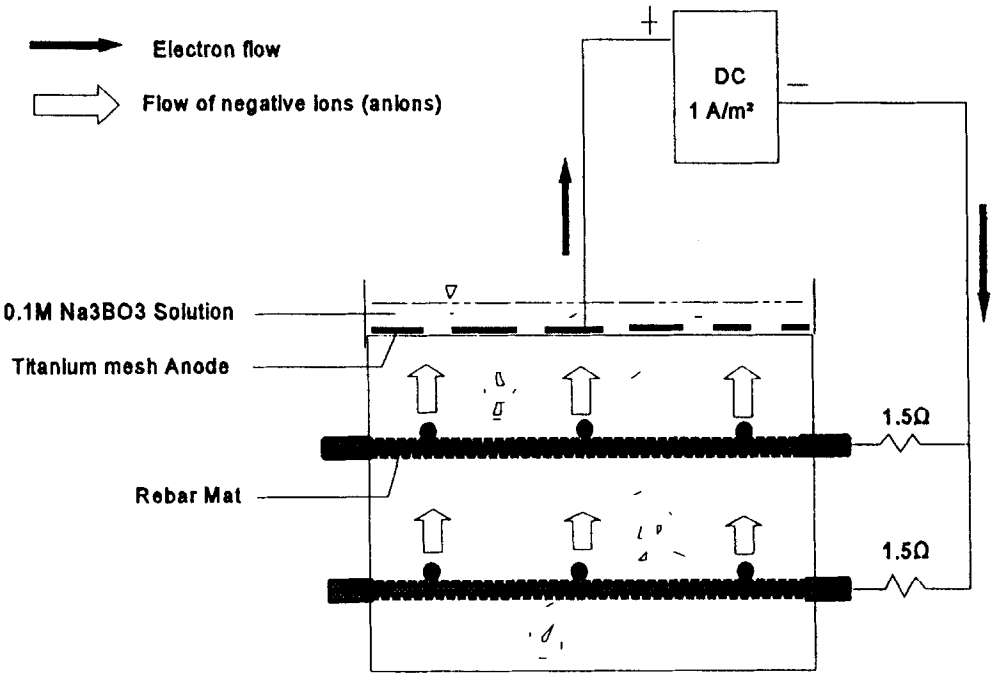 Electron flow
Flow of negative ions (anions)
+
DC
1 A/m²
−
0.1M Na3BO3 Solution
Titanium mesh Anode
1.5Ω
Rebar Mat
1.5Ω